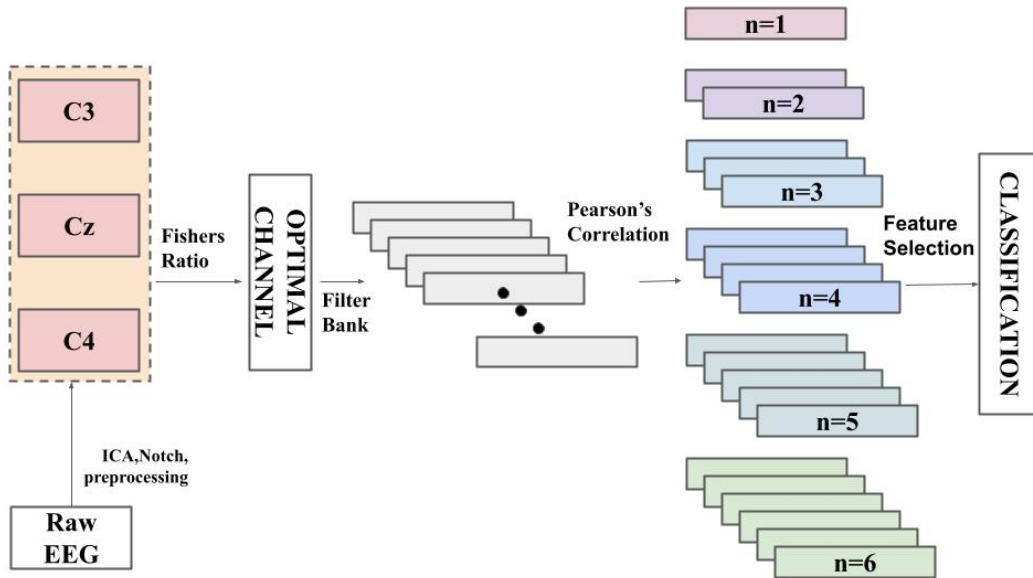 C3
Cz
C4
ICA,Notch,
preprocessing
Raw
EEG
Fishers
Ratio
OPTIMAL
CHANNEL
Filter
Bank
Pearson's
Correlation
n=1
n=2
n=3
n=4
n=5
n=6
Feature
Selection
CLASSIFICATION